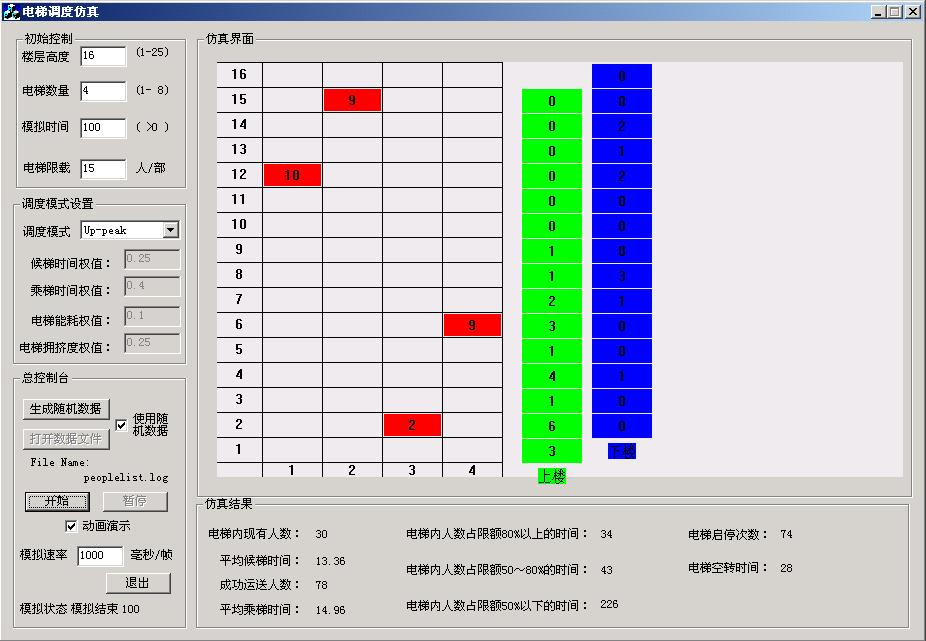 电梯调度仿真
初始控制
楼层高度 16 (1-25)
电梯数量 4 (1- 8)
模拟时间 100 ( >0 )
电梯限载 15 人/部
调度模式设置
调度模式 Up-peak
候梯时间权值： 0.25
乘梯时间权值： 0.4
电梯能耗权值： 0.1
电梯拥挤度权值： 0.25
总控制台
生成随机数据
打开数据文件
使用随
机数据
File Name:
peoplelist.log
开始 暂停
动画演示
模拟速率 1000 毫秒/帧
退出
模拟状态 模拟结束 100
仿真界面
16 0
15 9 0 0
14 0 2
13 0 1
12 10 0 2
11 0 0
10 0 0
9 1 0
8 1 3
7 2 1
6 9 3 0
5 1 0
4 4 1
3 1 0
2 2 6 0
1 3 下楼
1 2 3 4 上楼
仿真结果
电梯内现有人数： 30 电梯内人数占限额80%以上的时间： 34 电梯启停次数： 74
平均候梯时间： 13.36 电梯内人数占限额50～80%的时间： 43 电梯空转时间： 28
成功运送人数： 78
平均乘梯时间： 14.96 电梯内人数占限额50%以下的时间： 226